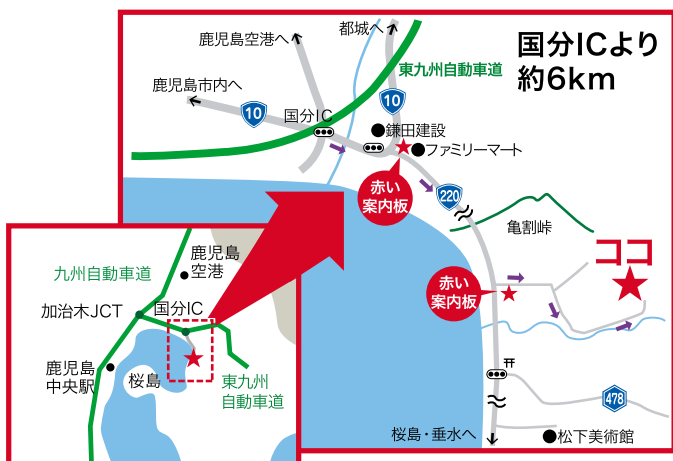 国分ICより
約6km
都城へ
鹿児島空港へ
東九州自動車道
鹿児島市内へ
10
10
国分IC
鎌田建設
ファミリーマート
赤い
案内板
220
亀割峠
ココ
赤い
案内板
478
桜島・垂水へ
松下美術館
鹿児島
空港
九州自動車道
加治木JCT
国分IC
鹿児島
中央駅
桜島
東九州
自動車道